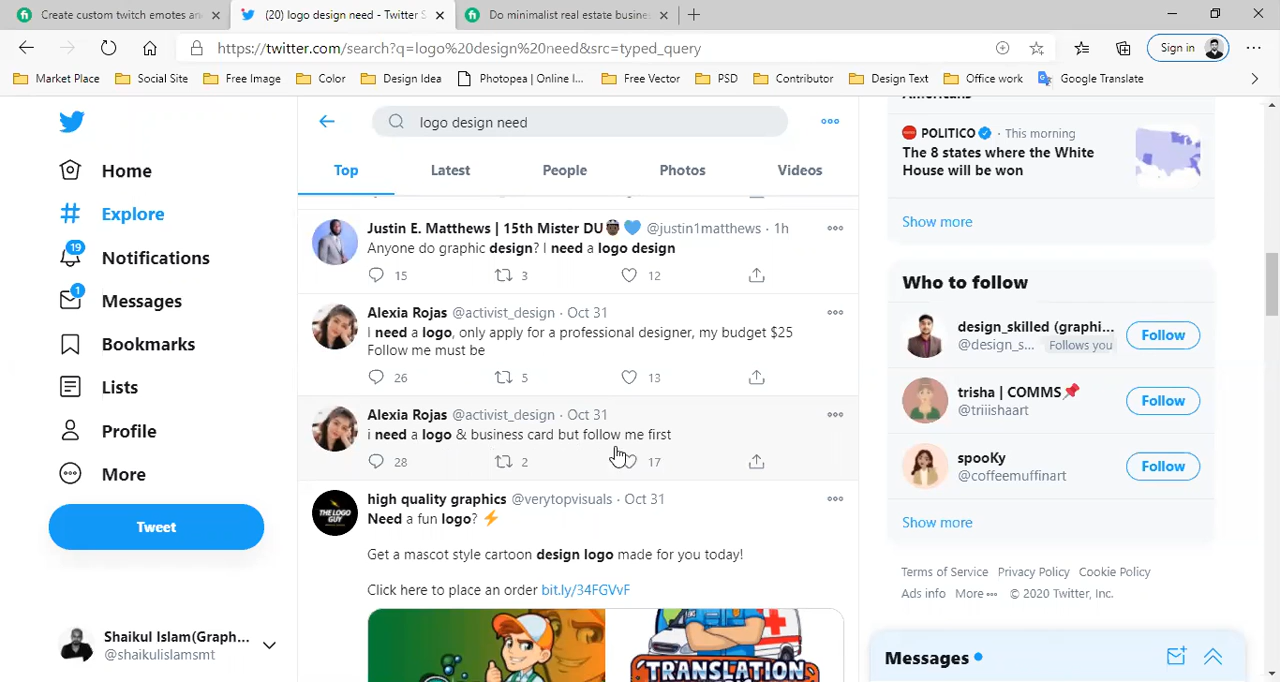 Create custom twitch emotes and
(20) logo design need - Twitter S
Do minimalist real estate busine
https://twitter.com/search?q=logo%20design%20need&src=typed_query
Sign in
Market Place
Social Site
Free Image
Color
Design Idea
Photopea | Online I...
Free Vector
PSD
Contributor
Design Text
Office work
Google Translate
Home
Explore
19
Notifications
1
Messages
Bookmarks
Lists
Profile
More
Tweet
Shaikul Islam(Graph...
@shaikulislamsmt
logo design need
Top
Latest
People
Photos
Videos
Justin E. Matthews | 15th Mister DU @justin1matthews · 1h
Anyone do graphic design? I need a logo design
15 3 12
Alexia Rojas @activist_design · Oct 31
I need a logo, only apply for a professional designer, my budget $25
Follow me must be
26 5 13
Alexia Rojas @activist_design · Oct 31
i need a logo & business card but follow me first
28 2 17
high quality graphics @verytopvisuals · Oct 31
Need a fun logo? ⚡
Get a mascot style cartoon design logo made for you today!
Click here to place an order bit.ly/34FGVvF
THE LOGO
GUY
TRANSLATION
POLITICO · This morning
The 8 states where the White
House will be won
Show more
Who to follow
design_skilled (graphi...
@design_s... Follows you
Follow
trisha | COMMS
@triiishaart
Follow
spooKy
@coffeemuffinart
Follow
Show more
Terms of Service Privacy Policy Cookie Policy
Ads info More © 2020 Twitter, Inc.
Messages